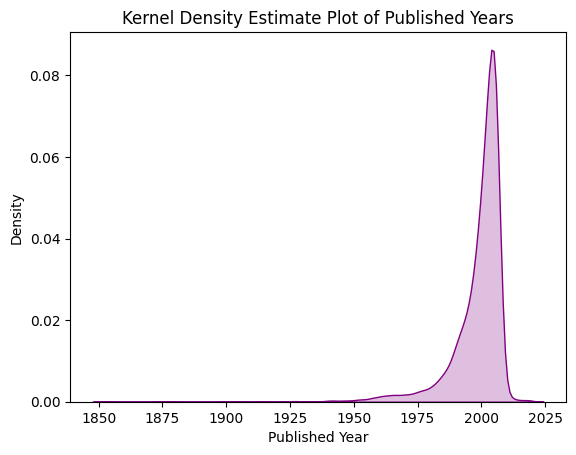 Kernel Density Estimate Plot of Published Years
0.08
0.06
0.04
0.02
0.00
Density
1850 1875 1900 1925 1950 1975 2000 2025
Published Year